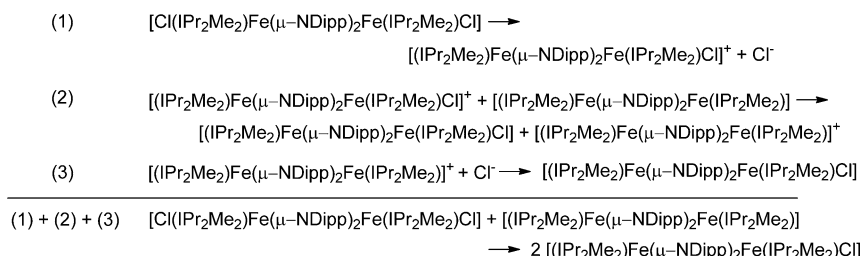 (1) [Cl(IPr2Me2)Fe(μ–NDipp)2Fe(IPr2Me2)Cl] →
[(IPr2Me2)Fe(μ–NDipp)2Fe(IPr2Me2)Cl]⁺ + Cl⁻
(2) [(IPr2Me2)Fe(μ–NDipp)2Fe(IPr2Me2)Cl]⁺ + [(IPr2Me2)Fe(μ–NDipp)2Fe(IPr2Me2)] →
[(IPr2Me2)Fe(μ–NDipp)2Fe(IPr2Me2)Cl] + [(IPr2Me2)Fe(μ–NDipp)2Fe(IPr2Me2)]⁺
(3) [(IPr2Me2)Fe(μ–NDipp)2Fe(IPr2Me2)]⁺ + Cl⁻ → [(IPr2Me2)Fe(μ–NDipp)2Fe(IPr2Me2)Cl]
(1) + (2) + (3) [Cl(IPr2Me2)Fe(μ–NDipp)2Fe(IPr2Me2)Cl] + [(IPr2Me2)Fe(μ–NDipp)2Fe(IPr2Me2)]
→ 2 [(IPr2Me2)Fe(μ–NDipp)2Fe(IPr2Me2)Cl]